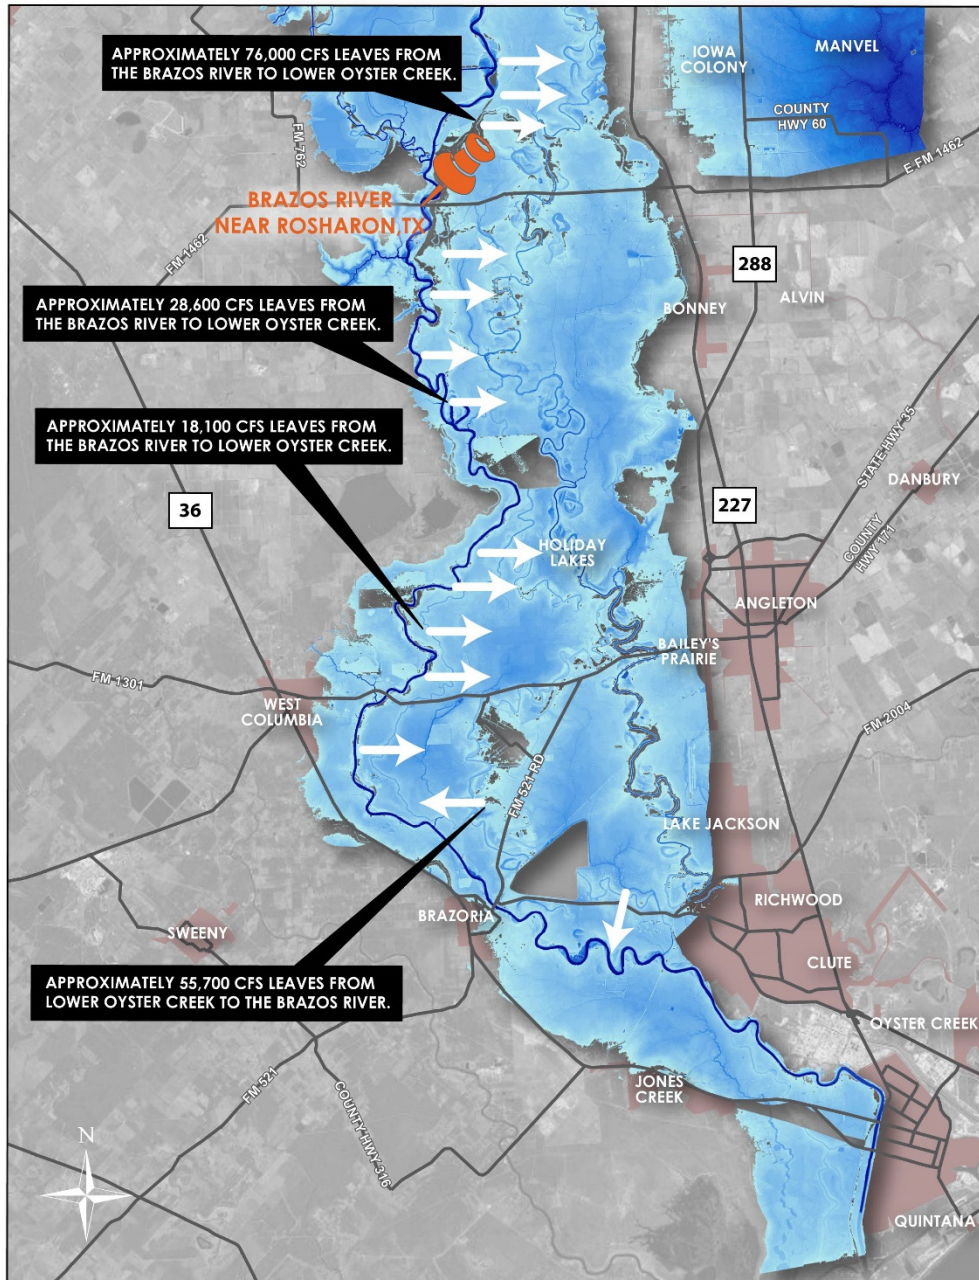 APPROXIMATELY 76,000 CFS LEAVES FROM
THE BRAZOS RIVER TO LOWER OYSTER CREEK.
IOWA
COLONY
MANVEL
COUNTY
HWY 60
FM 762
E FM 1462
BRAZOS RIVER
NEAR ROSHARON,TX
FM 1462
288
ALVIN
BONNEY
APPROXIMATELY 28,600 CFS LEAVES FROM
THE BRAZOS RIVER TO LOWER OYSTER CREEK.
APPROXIMATELY 18,100 CFS LEAVES FROM
THE BRAZOS RIVER TO LOWER OYSTER CREEK.
STATE HWY 35
DANBURY
36
227
COUNTY
HWY 171
HOLIDAY
LAKES
ANGLETON
BAILEY'S
PRAIRIE
FM 1301
WEST
COLUMBIA
FM 2004
FM 521 RD
LAKE JACKSON
RICHWOOD
BRAZORIA
SWEENY
CLUTE
APPROXIMATELY 55,700 CFS LEAVES FROM
LOWER OYSTER CREEK TO THE BRAZOS RIVER.
OYSTER CREEK
JONES
CREEK
FM 521
COUNTY HWY 316
N
QUINTANA